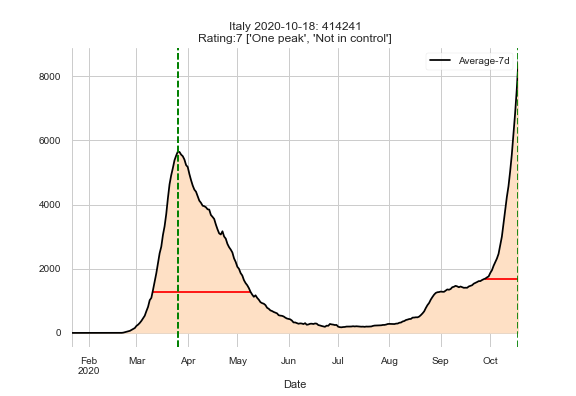 Italy 2020-10-18: 414241
Rating:7 ['One peak', 'Not in control']
Average-7d
8000
6000
4000
2000
0
Feb Mar Apr May Jun Jul Aug Sep Oct
2020
Date